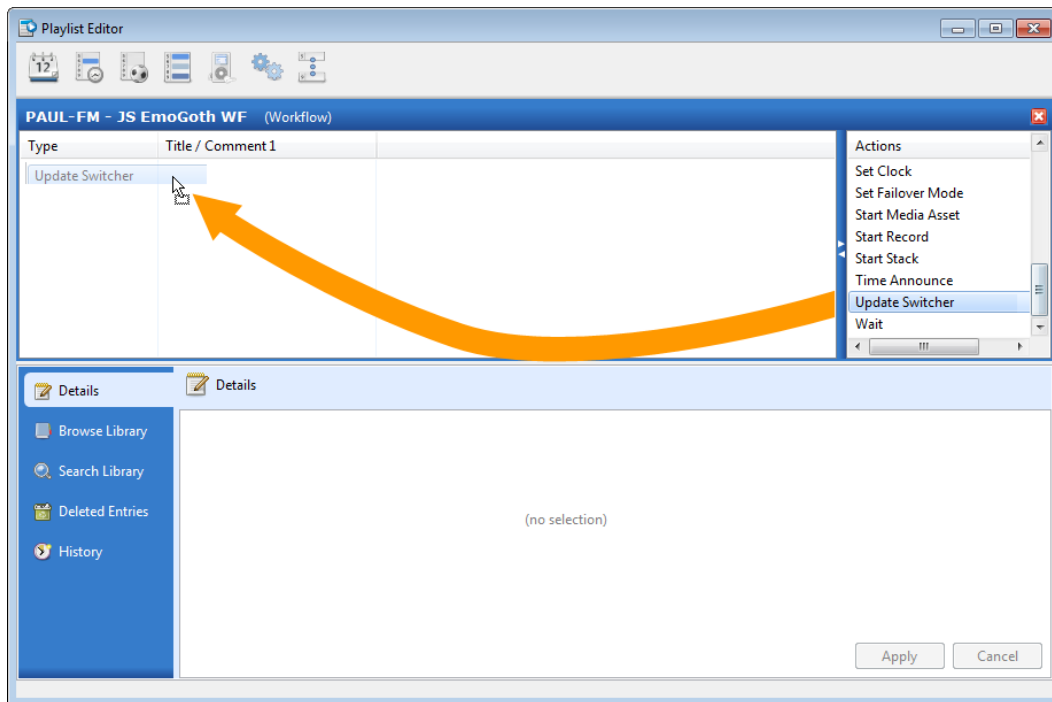 Playlist Editor
12
PAUL-FM - JS EmoGoth WF (Workflow)
Type Title / Comment 1
Update Switcher
Actions
Set Clock
Set Failover Mode
Start Media Asset
Start Record
Start Stack
Time Announce
Update Switcher
Wait
Details
Browse Library
Search Library
Deleted Entries
History
Details
(no selection)
Apply Cancel